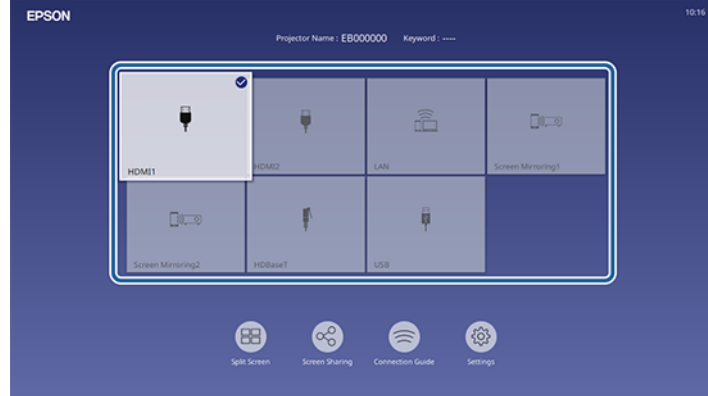 EPSON
10:16
Projector Name : EB000000 Keyword : ----
HDMI1
HDMI2
LAN
Screen Mirroring1
Screen Mirroring2
HDBaseT
USB
Split Screen
Screen Sharing
Connection Guide
Settings